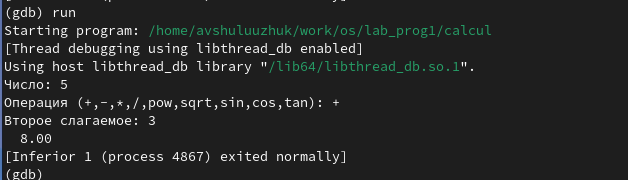 (gdb) run
Starting program: /home/avshuluuzhuk/work/os/lab_prog1/calcul
[Thread debugging using libthread_db enabled]
Using host libthread_db library "/lib64/libthread_db.so.1".
Число: 5
Операция (+,-,*,/,pow,sqrt,sin,cos,tan): +
Второе слагаемое: 3
  8.00
[Inferior 1 (process 4867) exited normally]
(gdb)